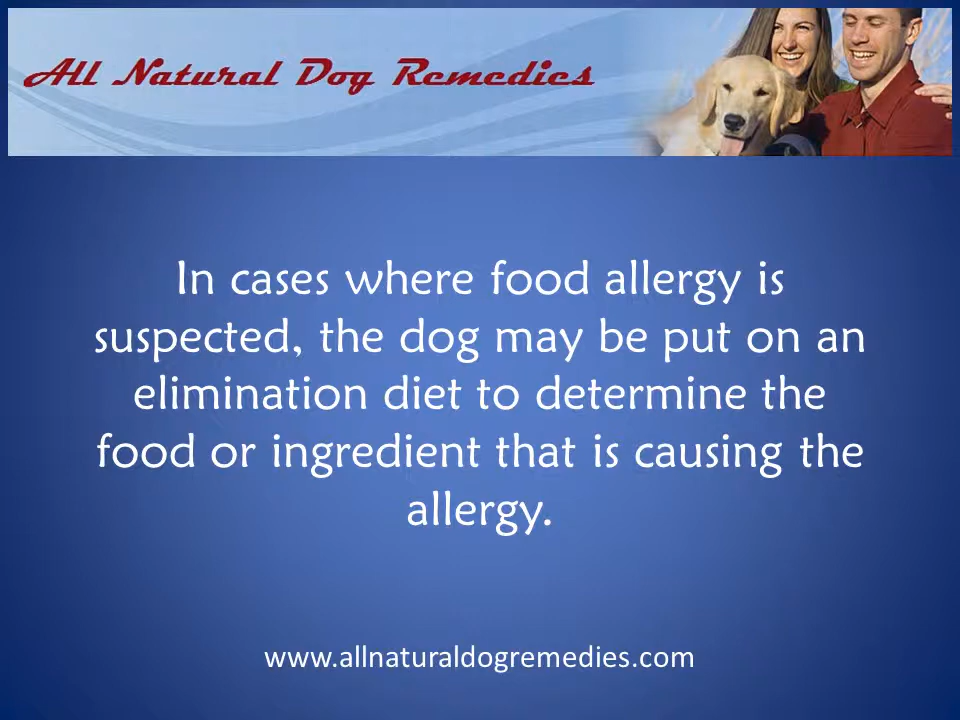 All Natural Dog Remedies
In cases where food allergy is
suspected, the dog may be put on an
elimination diet to determine the
food or ingredient that is causing the
allergy.
www.allnaturaldogremedies.com